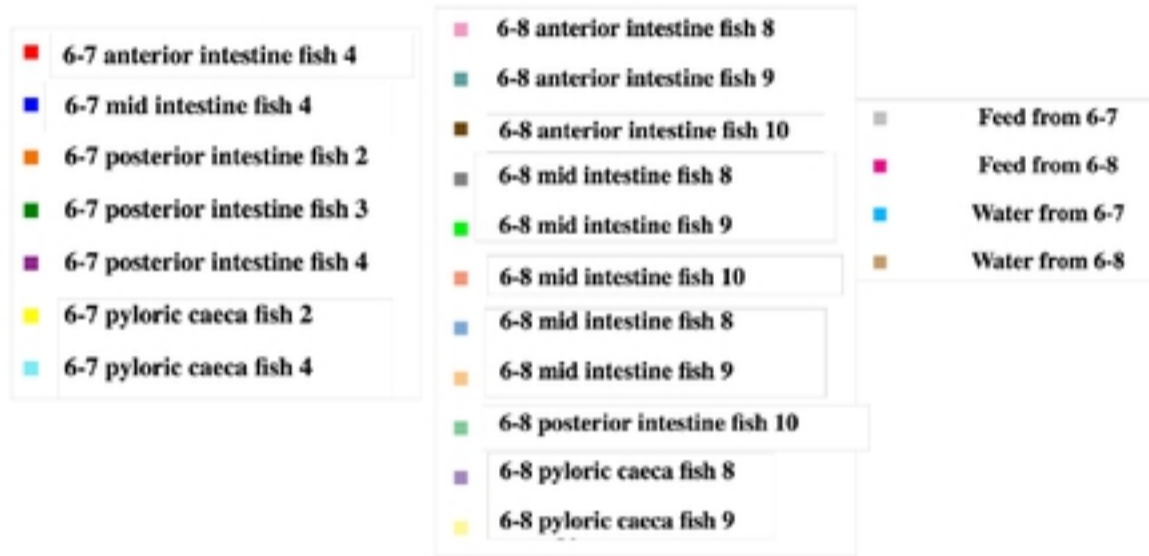 6-7 anterior intestine fish 4
6-7 mid intestine fish 4
6-7 posterior intestine fish 2
6-7 posterior intestine fish 3
6-7 posterior intestine fish 4
6-7 pyloric caeca fish 2
6-7 pyloric caeca fish 4
6-8 anterior intestine fish 8
6-8 anterior intestine fish 9
6-8 anterior intestine fish 10
6-8 mid intestine fish 8
6-8 mid intestine fish 9
6-8 mid intestine fish 10
6-8 mid intestine fish 8
6-8 mid intestine fish 9
6-8 posterior intestine fish 10
6-8 pyloric caeca fish 8
6-8 pyloric caeca fish 9
Feed from 6-7
Feed from 6-8
Water from 6-7
Water from 6-8